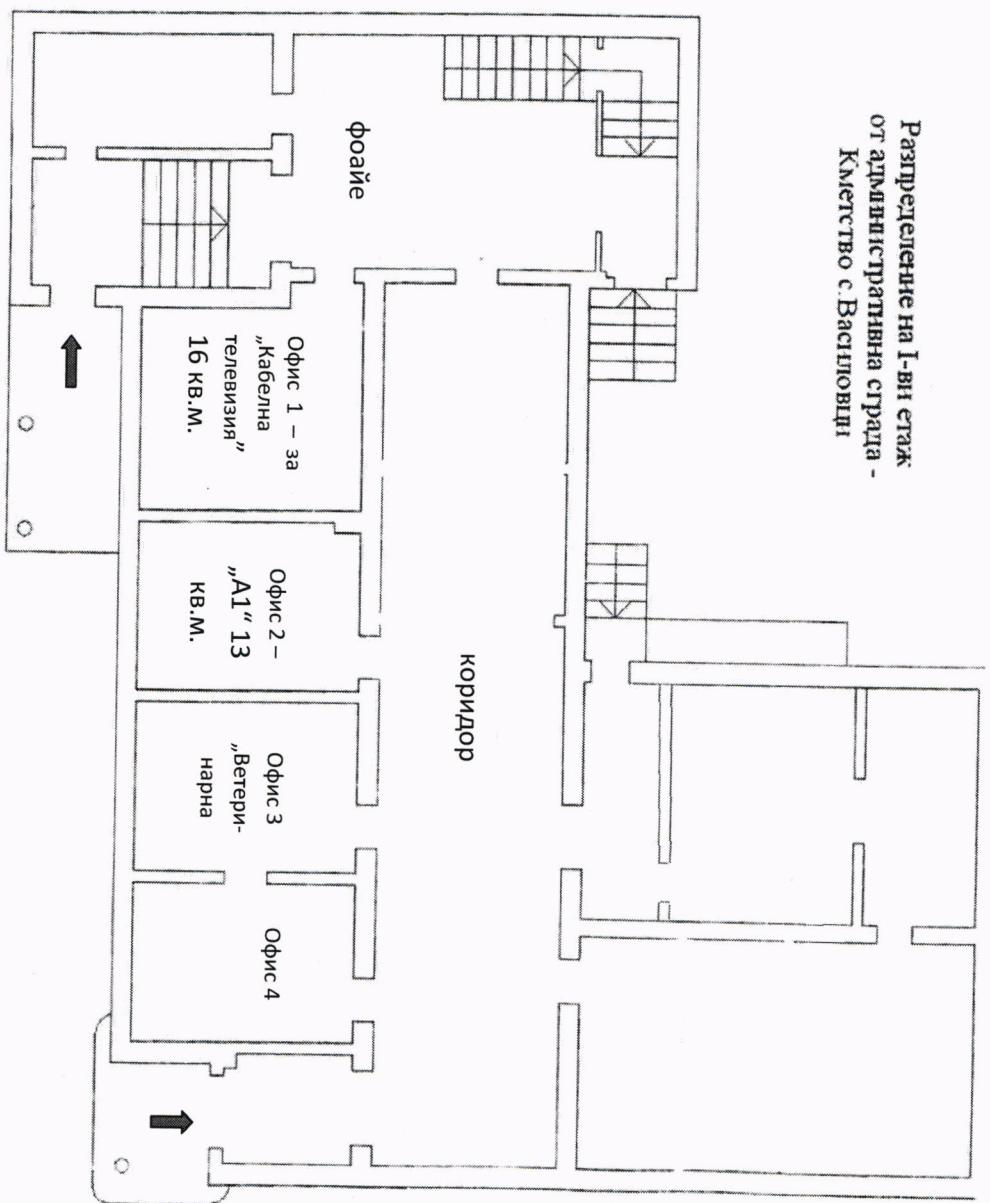 Разпределение на I-ви етаж
от административна сграда -
Кметство с.Василовци
фоайе
Офис 1 – за
„Кабелна
телевизия”
16 кв.м.
Офис 2 –
„А1“ 13
кв.м.
коридор
Офис 3
„Ветери-
нарна
Офис 4